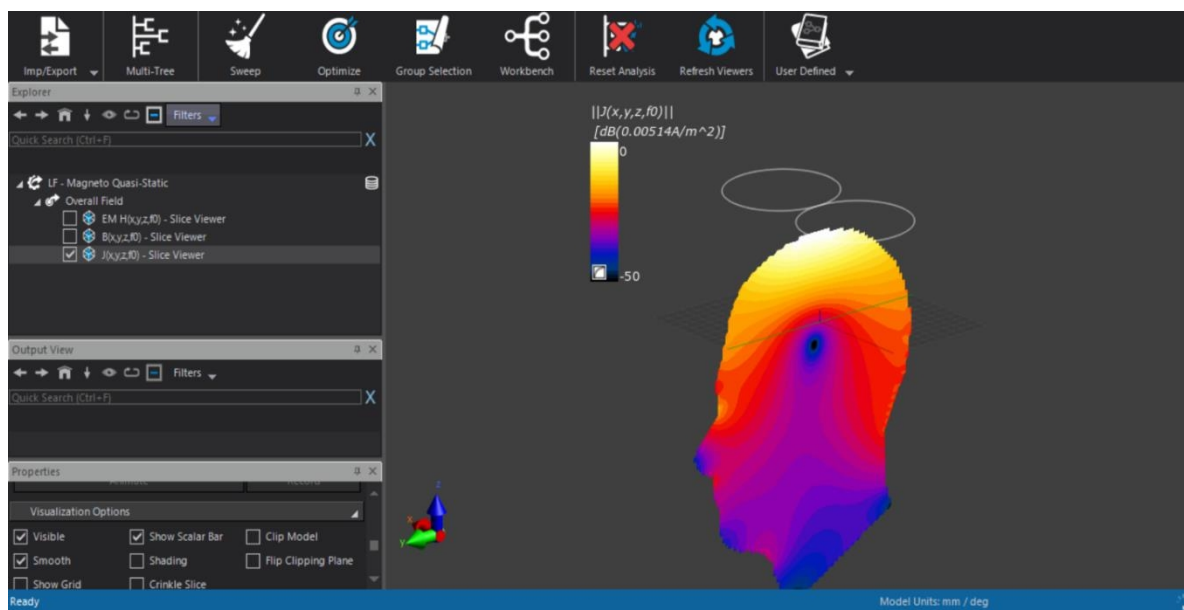 Imp/Export Multi-Tree Sweep Optimize Group Selection Workbench Reset Analysis Refresh Viewers User Defined
Explorer
Filters
Quick Search (Ctrl+F) X
LF - Magneto Quasi-Static
Overall Field
EM H(x,y,z,f0) - Slice Viewer
B(x,y,z,f0) - Slice Viewer
J(x,y,z,f0) - Slice Viewer
Output View
Filters
Quick Search (Ctrl+F) X
Properties
Visualization Options
Visible Show Scalar Bar Clip Model
Smooth Shading Flip Clipping Plane
Show Grid Crinkle Slice
||J(x,y,z,f0)||
[dB(0.00514A/m^2)]
0
-50
z
x
y
Ready Model Units: mm / deg